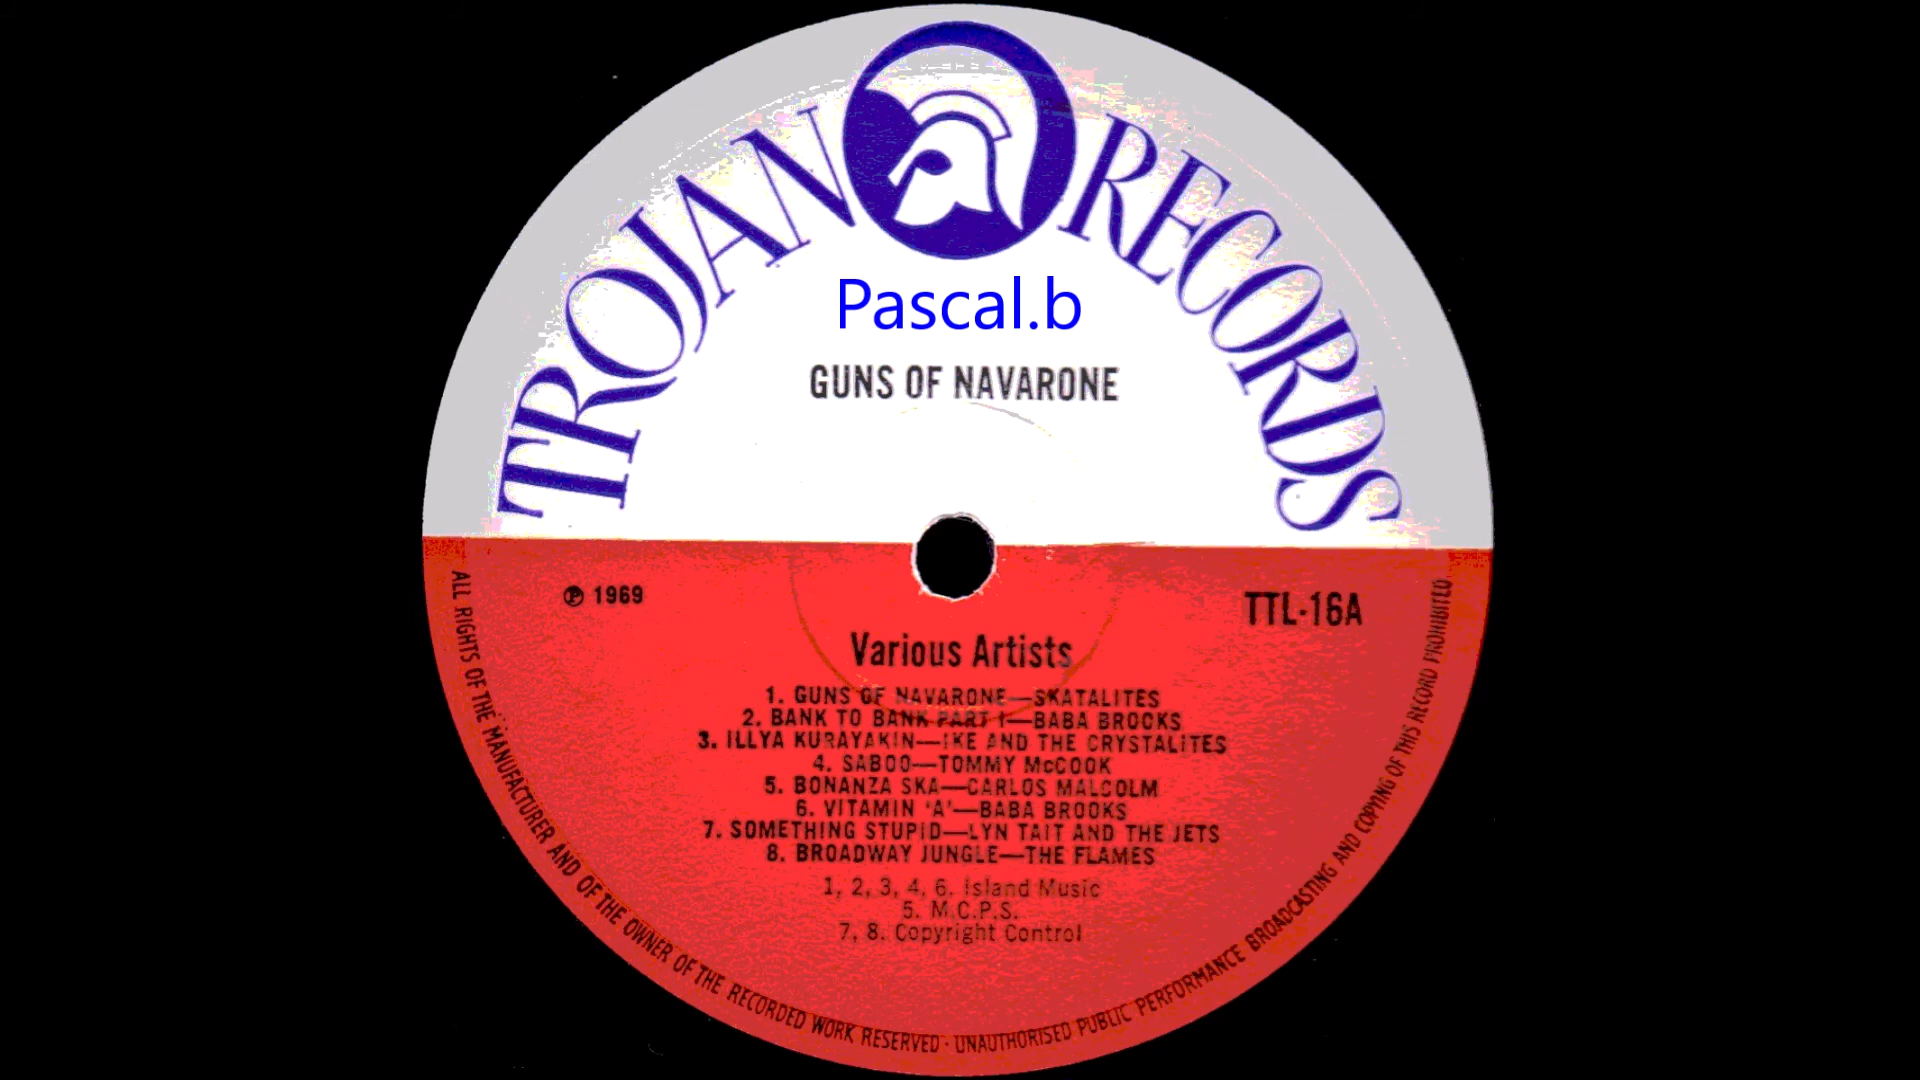 TROJAN RECORDS
Pascal.b
GUNS OF NAVARONE
℗ 1969
TTL-16A
Various Artists
1. GUNS OF NAVARONE—SKATALITES
2. BANK TO BANK PART I—BABA BROOKS
3. ILLYA KURAYAKIN—IKE AND THE CRYSTALITES
4. SABOO—TOMMY McCOOK
5. BONANZA SKA—CARLOS MALCOLM
6. VITAMIN 'A'—BABA BROOKS
7. SOMETHING STUPID—LYN TAIT AND THE JETS
8. BROADWAY JUNGLE—THE FLAMES
1, 2, 3, 4, 6. Island Music
5. M.C.P.S.
7, 8. Copyright Control
ALL RIGHTS OF THE MANUFACTURER AND OF THE OWNER OF THE RECORDED WORK RESERVED · UNAUTHORISED PUBLIC PERFORMANCE BROADCASTING AND COPYING OF THIS RECORD PROHIBITED